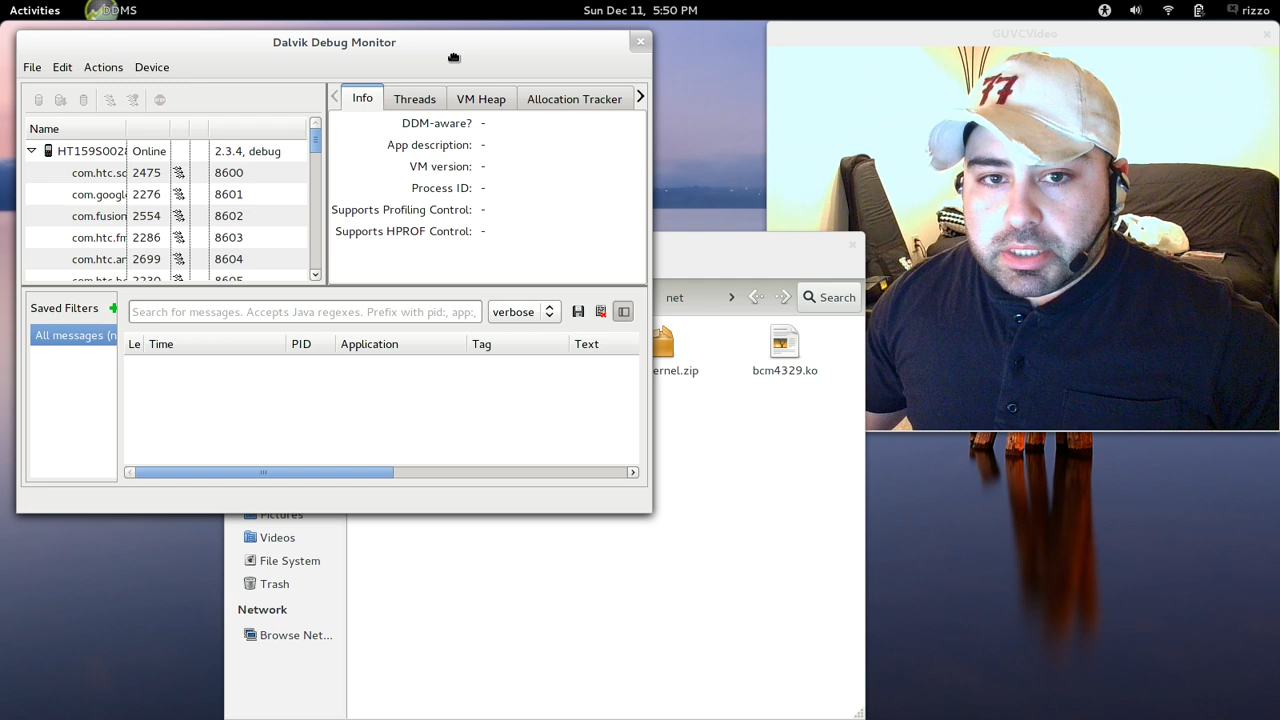 Activities
DDMS
Sun Dec 11, 5:50 PM
rizzo
Dalvik Debug Monitor
File Edit Actions Device
Info Threads VM Heap Allocation Tracker
Name
HT159S002
Online
2.3.4, debug
com.htc.so 2475 8600
com.googl 2276 8601
com.fusion 2554 8602
com.htc.fm 2286 8603
com.htc.ar 2699 8604
DDM-aware? -
App description: -
VM version: -
Process ID: -
Supports Profiling Control: -
Supports HPROF Control: -
Saved Filters
All messages (n
Search for messages. Accepts Java regexes. Prefix with pid:, app:,
verbose
Le Time PID Application Tag Text
GUVCVideo
77
net
Search
ernel.zip
bcm4329.ko
Pictures
Videos
File System
Trash
Network
Browse Net...